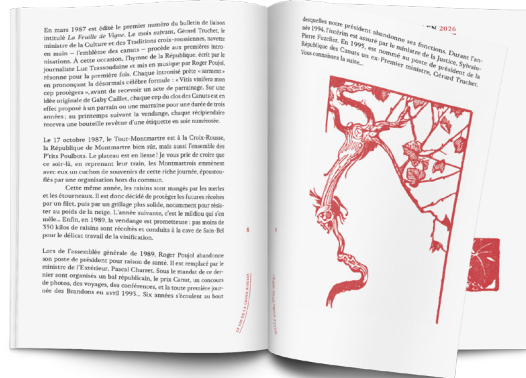 En mars 1987 est édité le premier numéro du bulletin de liaison
intitulé La Feuille de Vigne. Le mois suivant, Gérard Trucher, le
ministre de la Culture et des Traditions croix-roussiennes, savoure
mois – l'emblème des canuts – procède aux premières intro-
nisations. À cette occasion, l'hymne de la République, écrit par le
journaliste Luc Trassoudaine et mis en musique par Roger Poujol,
résonne pour la première fois. Chaque intronisé prête « serment »
en prononçant la désormais célèbre formule : « Vitis vinifera um
cep protégera », avant de recevoir un acte de parrainage. Sur une
idée originale de Gaby Caillet, chaque cep du clos des Canuts est en
effet proposé à un parrain ou une marraine pour une durée de trois
années ; au printemps suivant la vendange, chaque récipiendaire
recevra une bouteille revêtue d'une étiquette en soie numérotée.
Le 17 octobre 1987, le Tout-Montmartre est à la Croix-Rousse,
la République de Montmartre bien sûr, mais aussi l'ensemble des
P'tits Poulbots. Le plateau est en liesse ! Je vous prie de croire que
ce soir-là, en reprenant leur train, les Montmartrois emmènent
avec eux un cochon de souvenirs de cette riche journée, époustou-
flés par une organisation hors du commun.
Cette même année, les raisins sont mangés par les merles
et les étourneaux. Il est donc décidé de protéger les futures récoltes
par un filet, puis par un grillage plus solide, notamment pour résis-
ter au poids de la neige. L'année suivante, c'est le mildiou qui s'en
mêle... Enfin, en 1989, la vendange est prometteuse : pas moins de
350 kilos de raisins sont récoltés et conduits à la cave de Sain-Bel
pour le délicat travail de la vinification.
Lors de l'assemblée générale de 1989, Roger Poujol abandonne
son poste de président pour raison de santé. Il est remplacé par le
ministre de l'Extérieur, Pascal Charret. Sous le mandat de ce der-
nier sont organisés un bal républicain, le prix Canut, un concours
de photos, des voyages, des conférences, et la toute première jour-
née des Brandons en avril 1993... Six années s'écoulent au bout
desquelles notre président abandonne ses fonctions. Durant l'an-
née 1994, l'intérim est assuré par le ministre de la Justice, Sylvain-
Pierre Fuzellet. En 1995, est nommé au poste de président de la
République des Canuts un ex-Premier ministre, Gérard Trucher.
Vous connaissez la suite...
2026